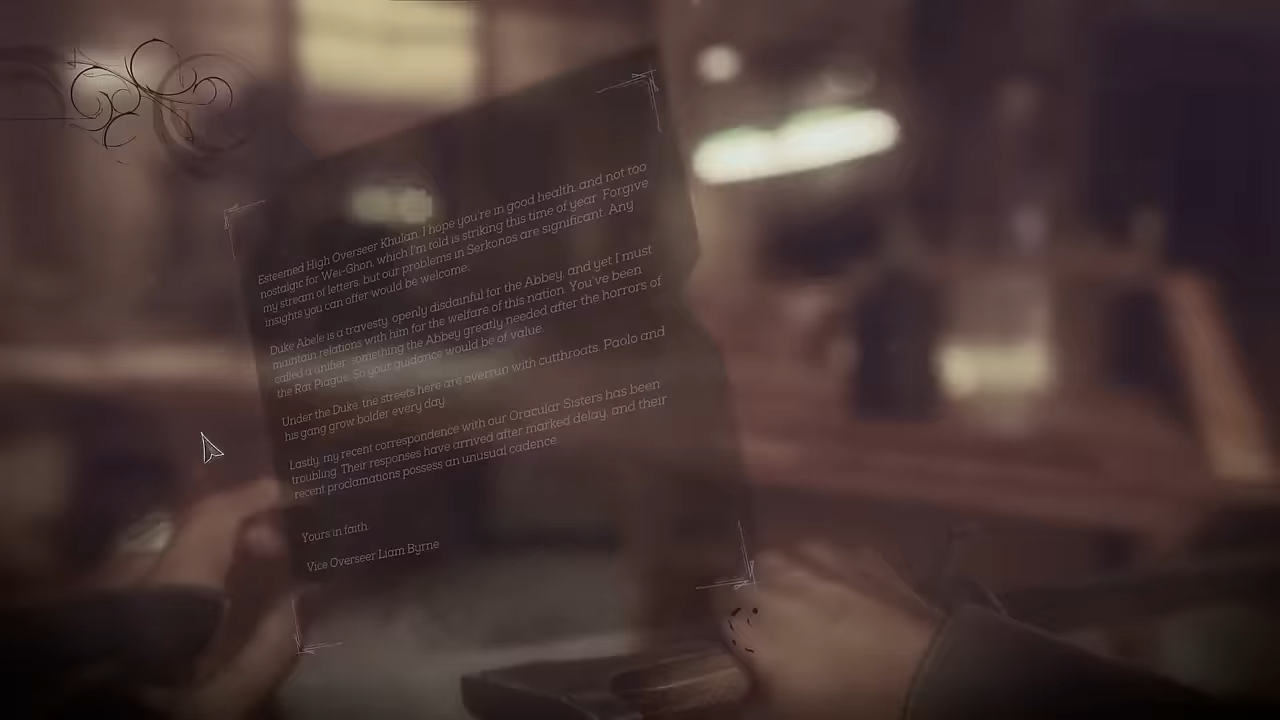 Esteemed High Overseer Khulan. I hope you're in good health, and not too
nostalgic for Wei-Ghon, which I'm told is striking this time of year. Forgive
my stream of letters, but our problems in Serkonos are significant. Any
insights you can offer would be welcome.
Duke Abele is a travesty, openly disdainful for the Abbey, and yet I must
maintain relations with him for the welfare of this nation. You've been
called a unifier, something the Abbey greatly needed after the horrors of
the Rat Plague. So your guidance would be of value.
Under the Duke, the streets here are overrun with cutthroats. Paolo and
his gang grow bolder every day.
Lastly, my recent correspondence with our Oracular Sisters has been
troubling. Their responses have arrived after marked delay, and their
recent proclamations possess an unusual cadence.
Yours in faith,
Vice Overseer Liam Byrne